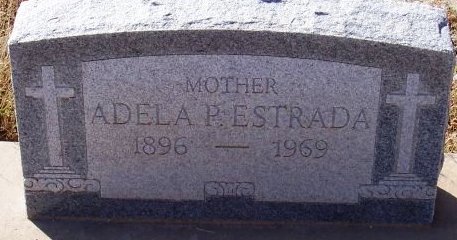 MOTHER
ADELA P. ESTRADA
1896 — 1969